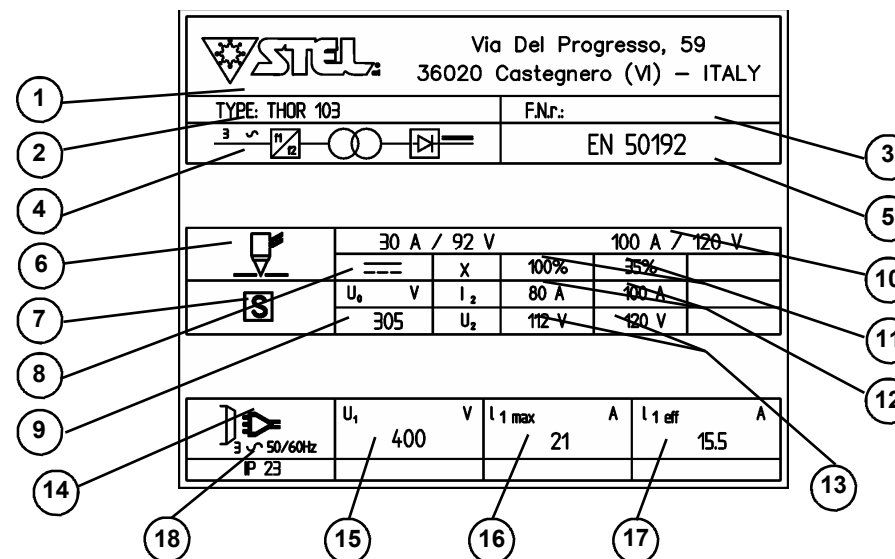 STEL
Via Del Progresso, 59
36020 Castegnero (VI) – ITALY
1
TYPE: THOR 103 F.N.r.:
2
3
3 f1 f2 EN 50192
4
5
30 A / 92 V 100 A / 120 V
6
X 100% 35%
10
S U₀ V I₂ 80 A 100 A
7
305 U₂ 112 V 120 V
11
8
12
9
U₁ V I₁ max A I₁ eff A
400 21 15.5
3 50/60Hz
IP 23
14
13
18
15
16
17